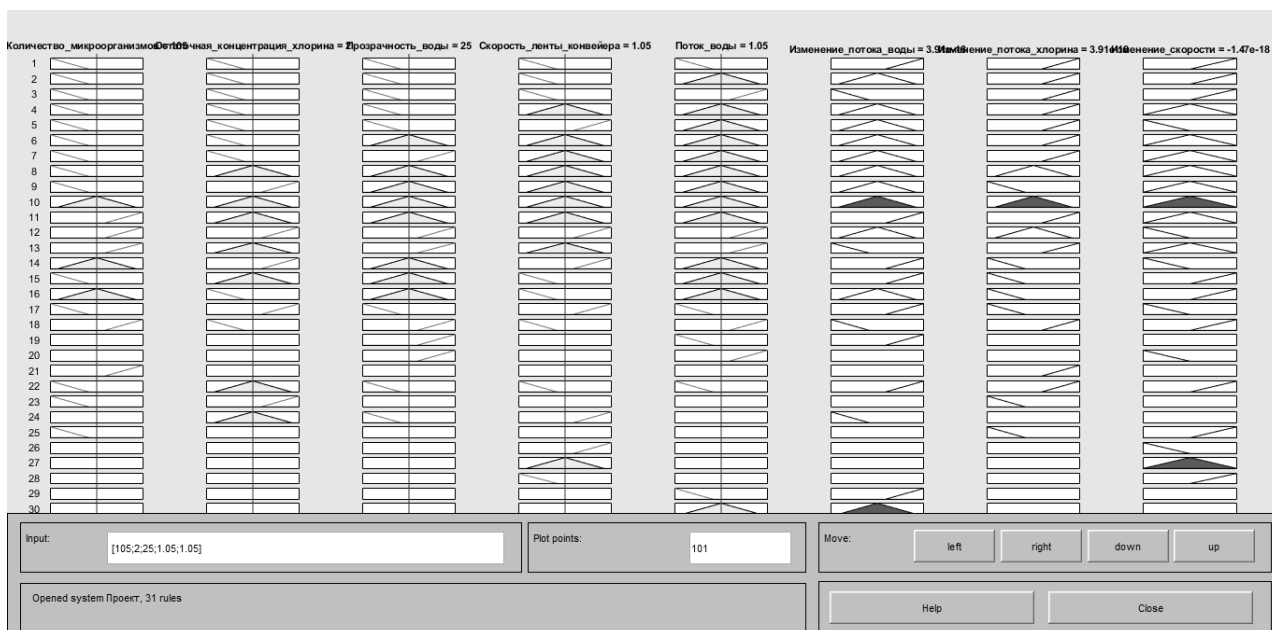 Количество_микроорганизмов = 105
Прозрачность_воды = 25
Скорость_ленты_конвейера = 1.05
Поток_воды = 1.05
Изменение_потока_воды = 3.91e-18
Изменение_потока_хлорина = 3.91e-18
Изменение_скорости = -1.47e-18
1
2
3
4
5
6
7
8
9
10
11
12
13
14
15
16
17
18
19
20
21
22
23
24
25
26
27
28
29
30
Input:
[105;2;25;1.05;1.05]
Plot points:
101
Move:
left
right
down
up
Opened system Проект, 31 rules
Help
Close